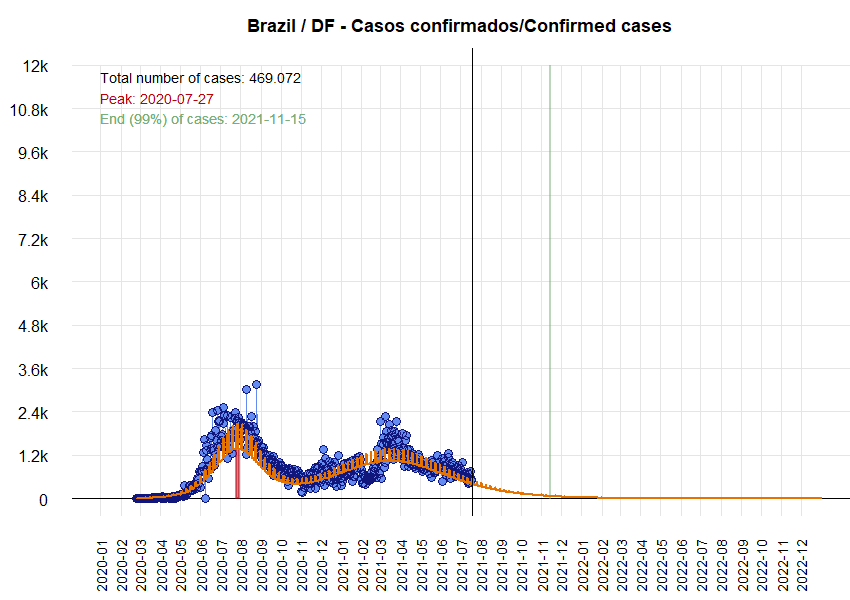 Brazil / DF - Casos confirmados/Confirmed cases
12k
Total number of cases: 469.072
Peak: 2020-07-27
10.8k
End (99%) of cases: 2021-11-15
9.6k
8.4k
7.2k
6k
4.8k
3.6k
2.4k
1.2k
0
2020-01
2020-02
2020-03
2020-04
2020-05
2020-06
2020-07
2020-08
2020-09
2020-10
2020-11
2020-12
2021-01
2021-02
2021-03
2021-04
2021-05
2021-06
2021-07
2021-08
2021-09
2021-10
2021-11
2021-12
2022-01
2022-02
2022-03
2022-04
2022-05
2022-06
2022-07
2022-08
2022-09
2022-10
2022-11
2022-12